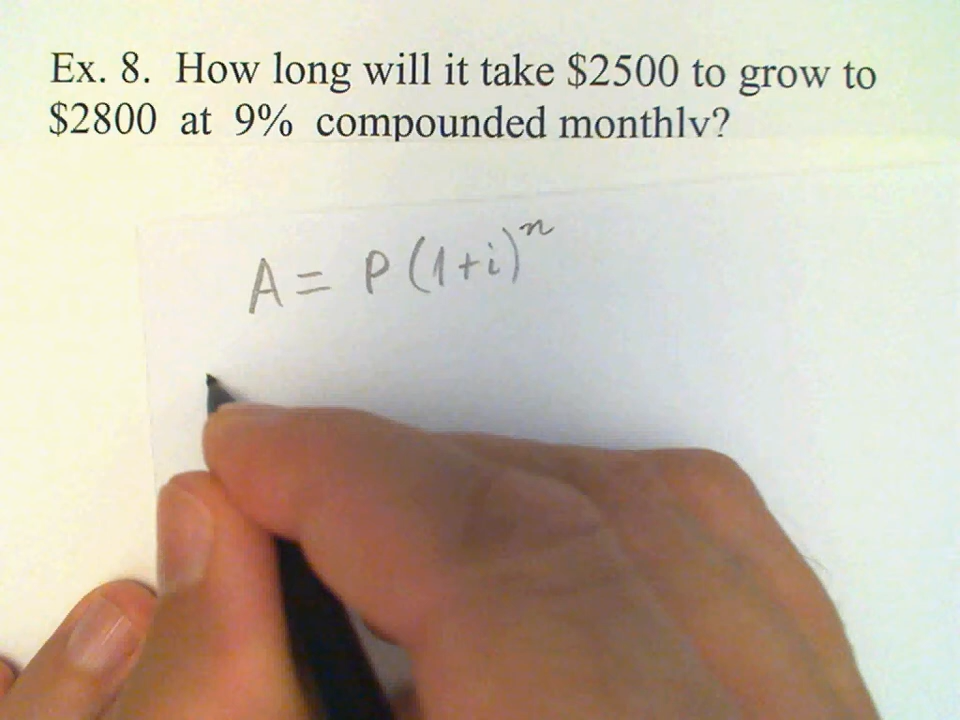 Ex. 8. How long will it take $2500 to grow to
$2800 at 9% compounded monthly?
A = P(1+i)^n